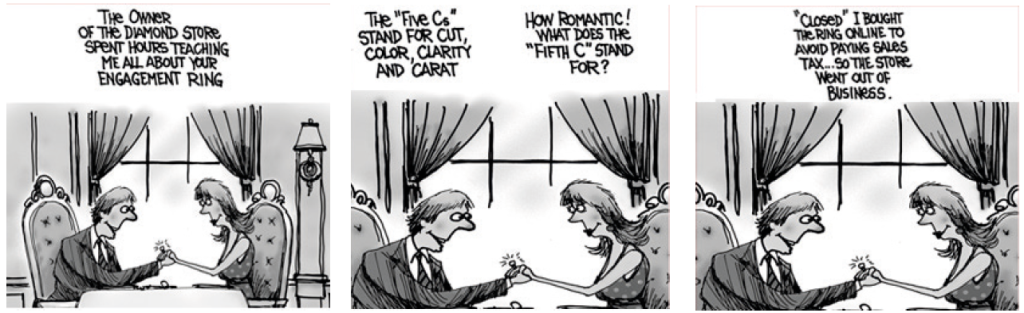 THE OWNER
OF THE DIAMOND STORE
SPENT HOURS TEACHING
ME ALL ABOUT YOUR
ENGAGEMENT RING
THE "FIVE CS"
STAND FOR CUT,
COLOR, CLARITY
AND CARAT
HOW ROMANTIC!
WHAT DOES THE
"FIFTH C" STAND
FOR?
"CLOSED" I BOUGHT
THE RING ONLINE TO
AVOID PAYING SALES
TAX...SO THE STORE
WENT OUT OF
BUSINESS.